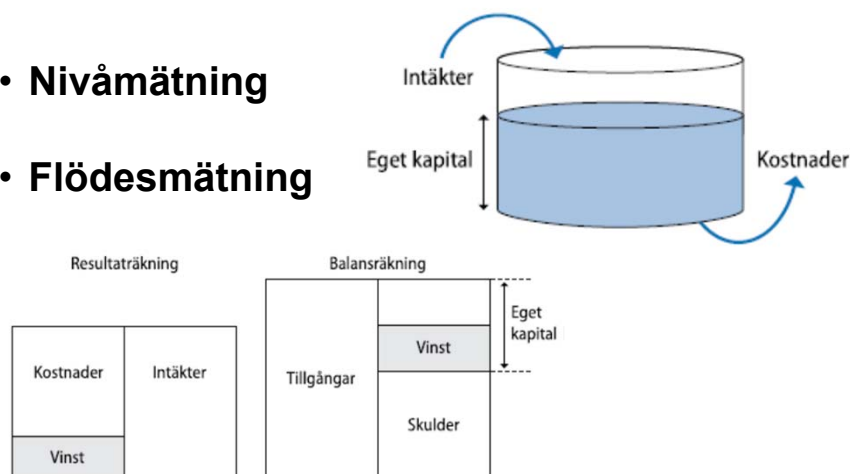 • Nivåmätning
• Flödesmätning
Intäkter
Eget kapital
Kostnader
Resultaträkning
Kostnader
Intäkter
Vinst
Balansräkning
Tillgångar
Vinst
Skulder
Eget
kapital